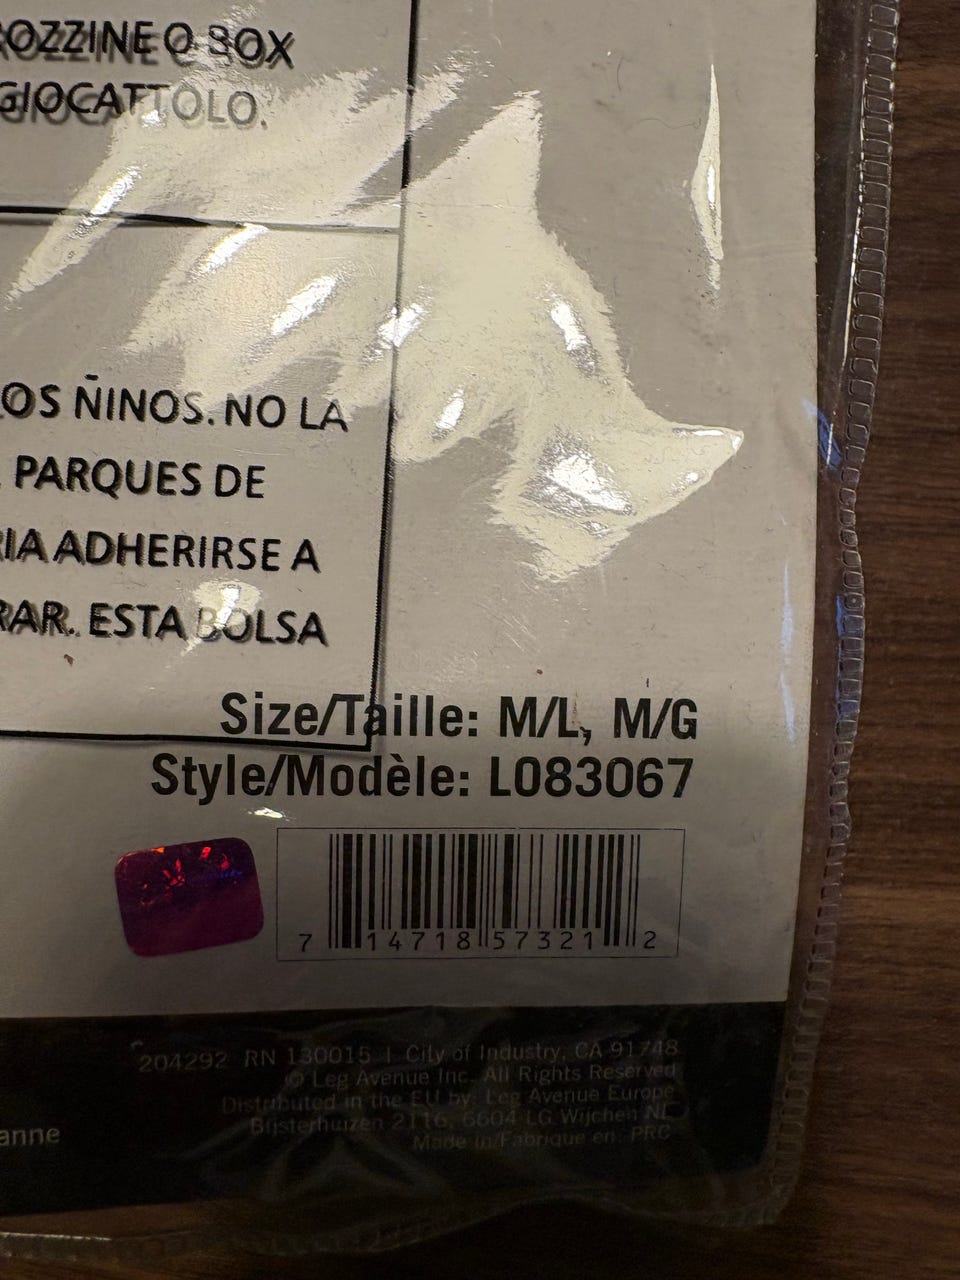 OZZINE O BOX
GIOCATTOLO.
OS ÑINOS. NO LA
PARQUES DE
RIA ADHERIRSE A
RAR. ESTA BOLSA
Size/Taille: M/L, M/G
Style/Modèle: L083067
7 14718 57321 2
204292 RN 130015 | City of Industry, CA 91748
© Leg Avenue Inc. All Rights Reserved
Distributed in the EU by: Leg Avenue Europe
Bijsterhuizen 2116, 6604 LG Wijchen NL
Made in/Fabriqué en: PRC
anne